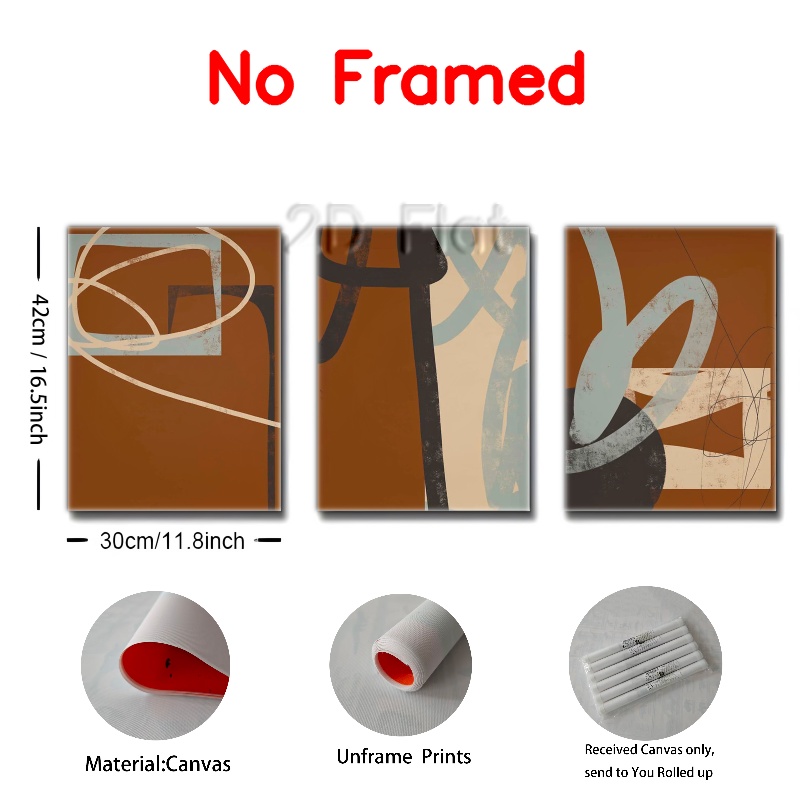 No Framed
2D Flat
42cm / 16.5inch
30cm/11.8inch
Material:Canvas
Unframe Prints
Received Canvas only,
send to You Rolled up